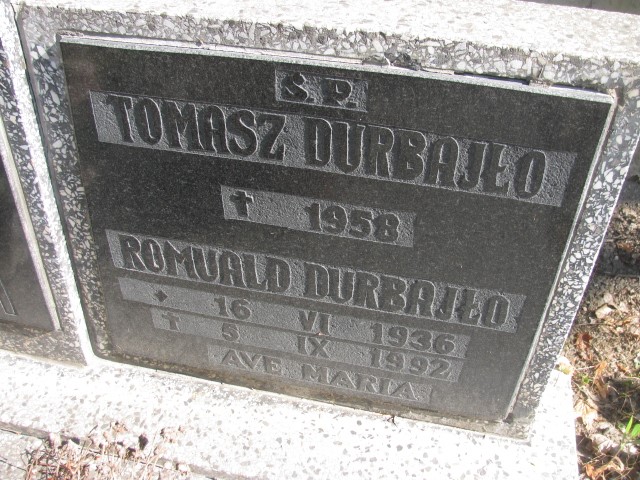 Ś.P.
TOMASZ DURBAJŁO
✝ 1958
ROMUALD DURBAJŁO
✦ 16 VI 1936
✝ 5 IX 1992
AVE MARIA